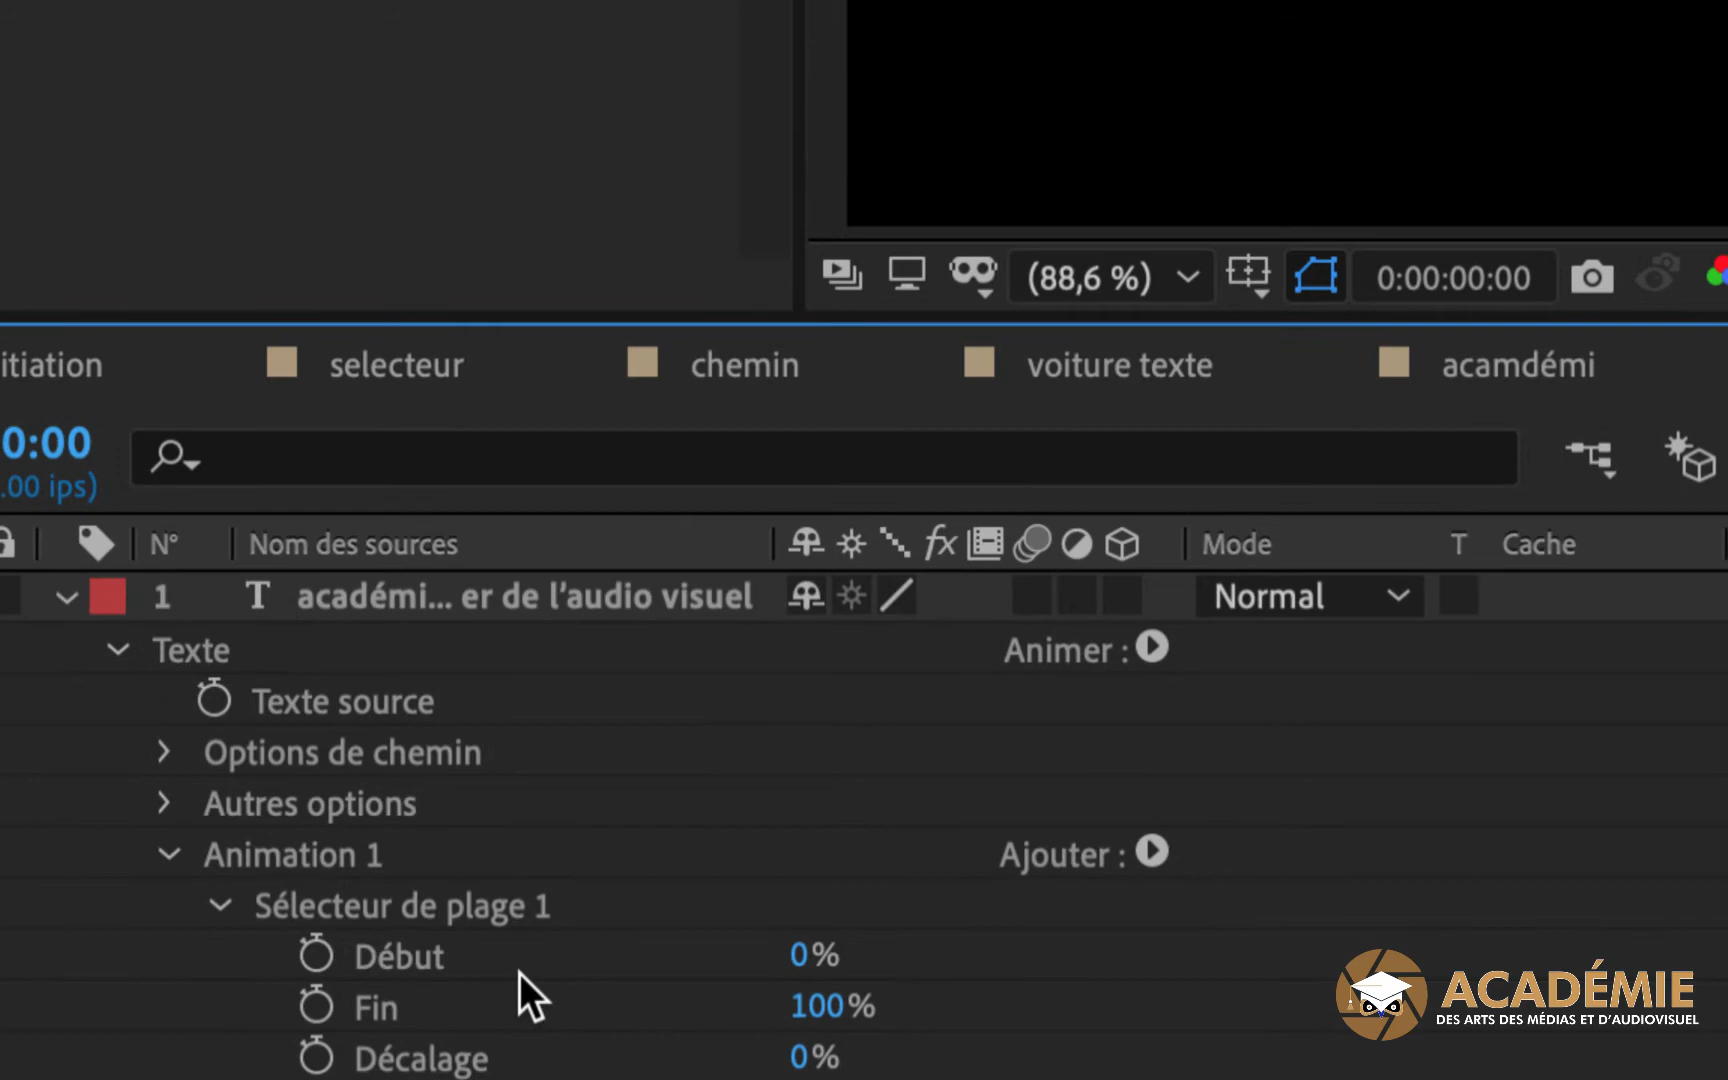 (88,6 %)
0:00:00:00
itiation
selecteur
chemin
voiture texte
acamdémi
0:00
.00 ips)
N°
Nom des sources
fx
Mode
T
Cache
1
T
académi... er de l'audio visuel
Normal
Texte
Animer :
Texte source
Options de chemin
Autres options
Animation 1
Ajouter :
Sélecteur de plage 1
Début
0%
Fin
100%
Décalage
0%
ACADÉMIE
DES ARTS DES MÉDIAS ET D'AUDIOVISUEL